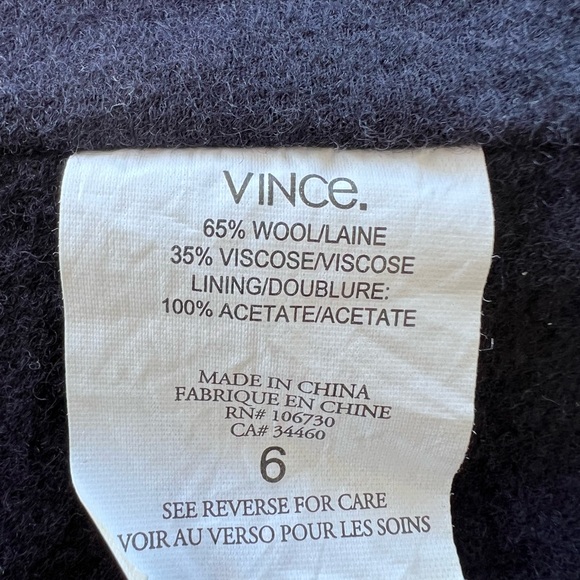 VINCe.
65% WOOL/LAINE
35% VISCOSE/VISCOSE
LINING/DOUBLURE:
100% ACETATE/ACETATE
MADE IN CHINA
FABRIQUE EN CHINE
RN# 106730
CA# 34460
6
SEE REVERSE FOR CARE
VOIR AU VERSO POUR LES SOINS